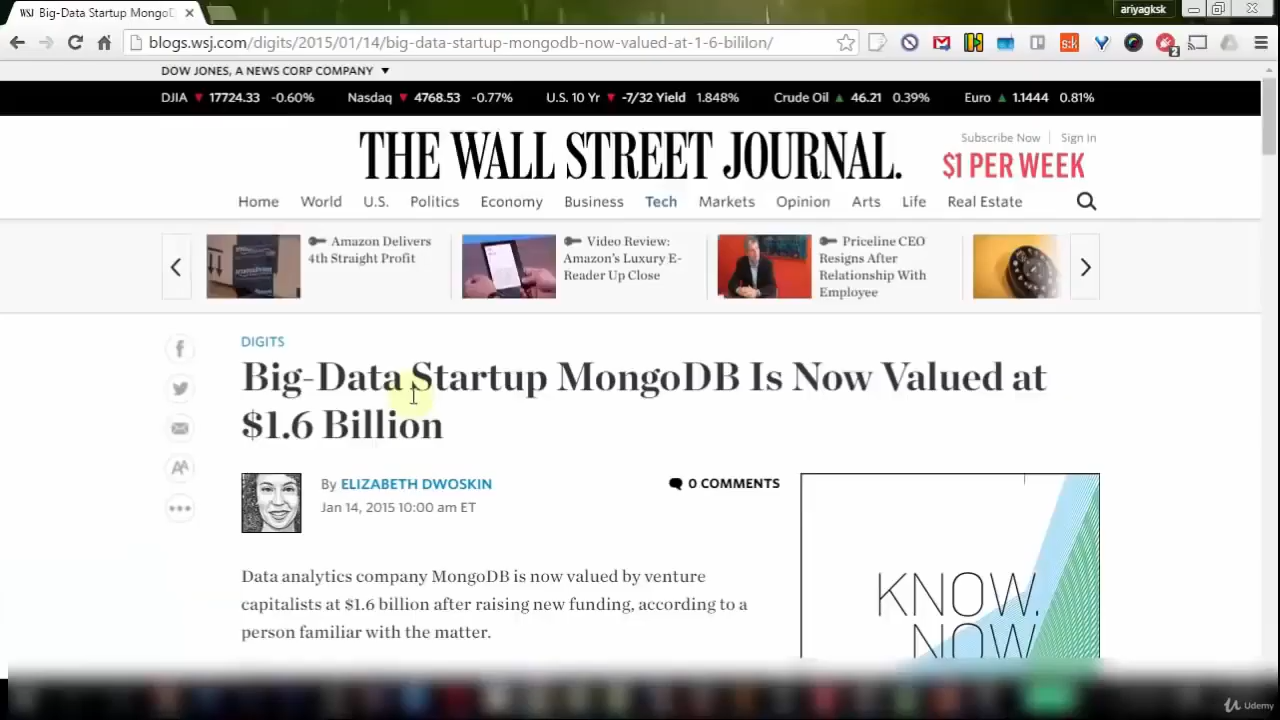 WSJ Big-Data Startup MongoD
ariyagksk
blogs.wsj.com/digits/2015/01/14/big-data-startup-mongodb-now-valued-at-1-6-bililon/
s:k
2
DOW JONES, A NEWS CORP COMPANY
DJIA 17724.33 -0.60% Nasdaq 4768.53 -0.77% U.S. 10 Yr -7/32 Yield 1.848% Crude Oil 46.21 0.39% Euro 1.1444 0.81%
THE WALL STREET JOURNAL.
Subscribe Now Sign In
$1 PER WEEK
Home World U.S. Politics Economy Business Tech Markets Opinion Arts Life Real Estate
Amazon Delivers
4th Straight Profit
Video Review:
Amazon's Luxury E-
Reader Up Close
Priceline CEO
Resigns After
Relationship With
Employee
DIGITS
Big-Data Startup MongoDB Is Now Valued at
$1.6 Billion
By ELIZABETH DWOSKIN
Jan 14, 2015 10:00 am ET
0 COMMENTS
Data analytics company MongoDB is now valued by venture
capitalists at $1.6 billion after raising new funding, according to a
person familiar with the matter.
KNOW.
NOW.
AA
Udemy